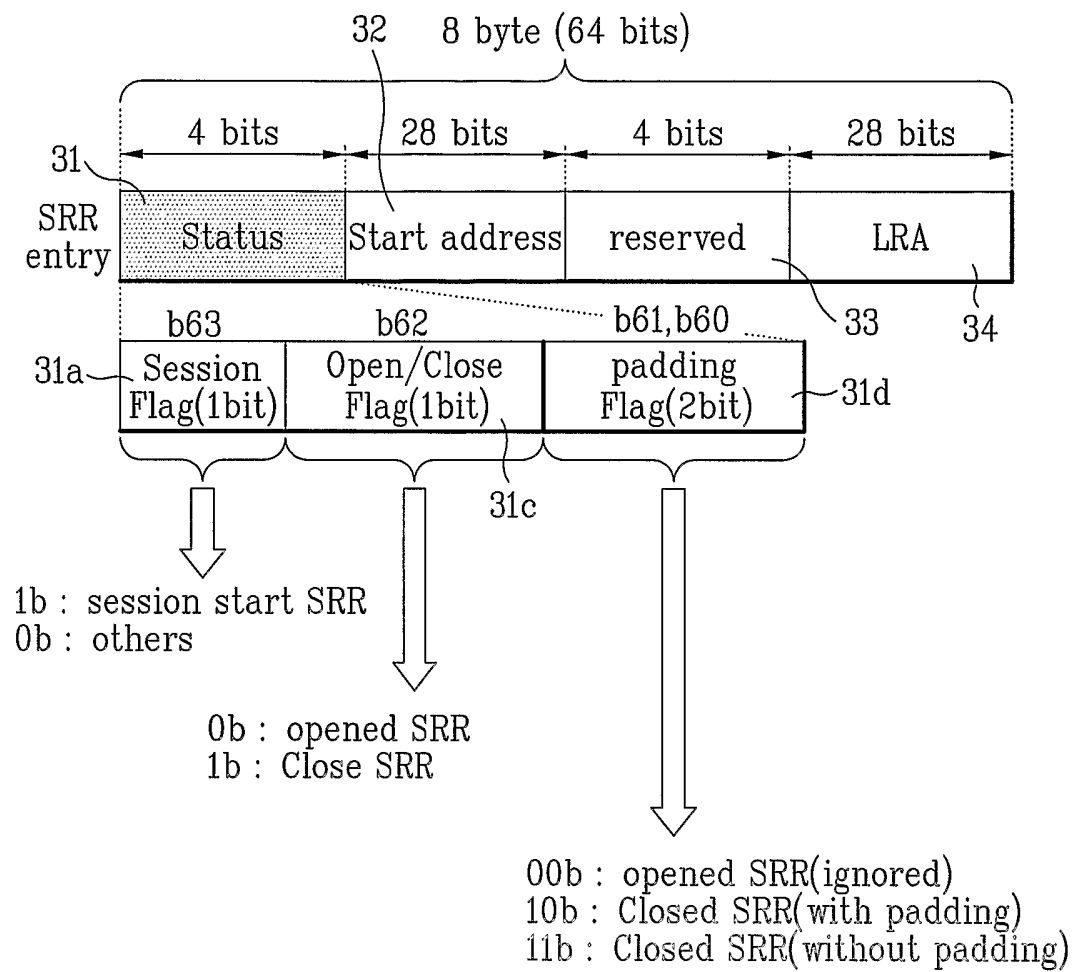 32
8 byte (64 bits)
4 bits
28 bits
4 bits
28 bits
31
SRR
entry
Status
Start address
reserved
LRA
b63
b62
b61,b60
33
34
31a
Session
Flag(1bit)
Open/Close
Flag(1bit)
padding
Flag(2bit)
31d
31c
1b : session start SRR
0b : others
0b : opened SRR
1b : Close SRR
00b : opened SRR(ignored)
10b : Closed SRR(with padding)
11b : Closed SRR(without padding)